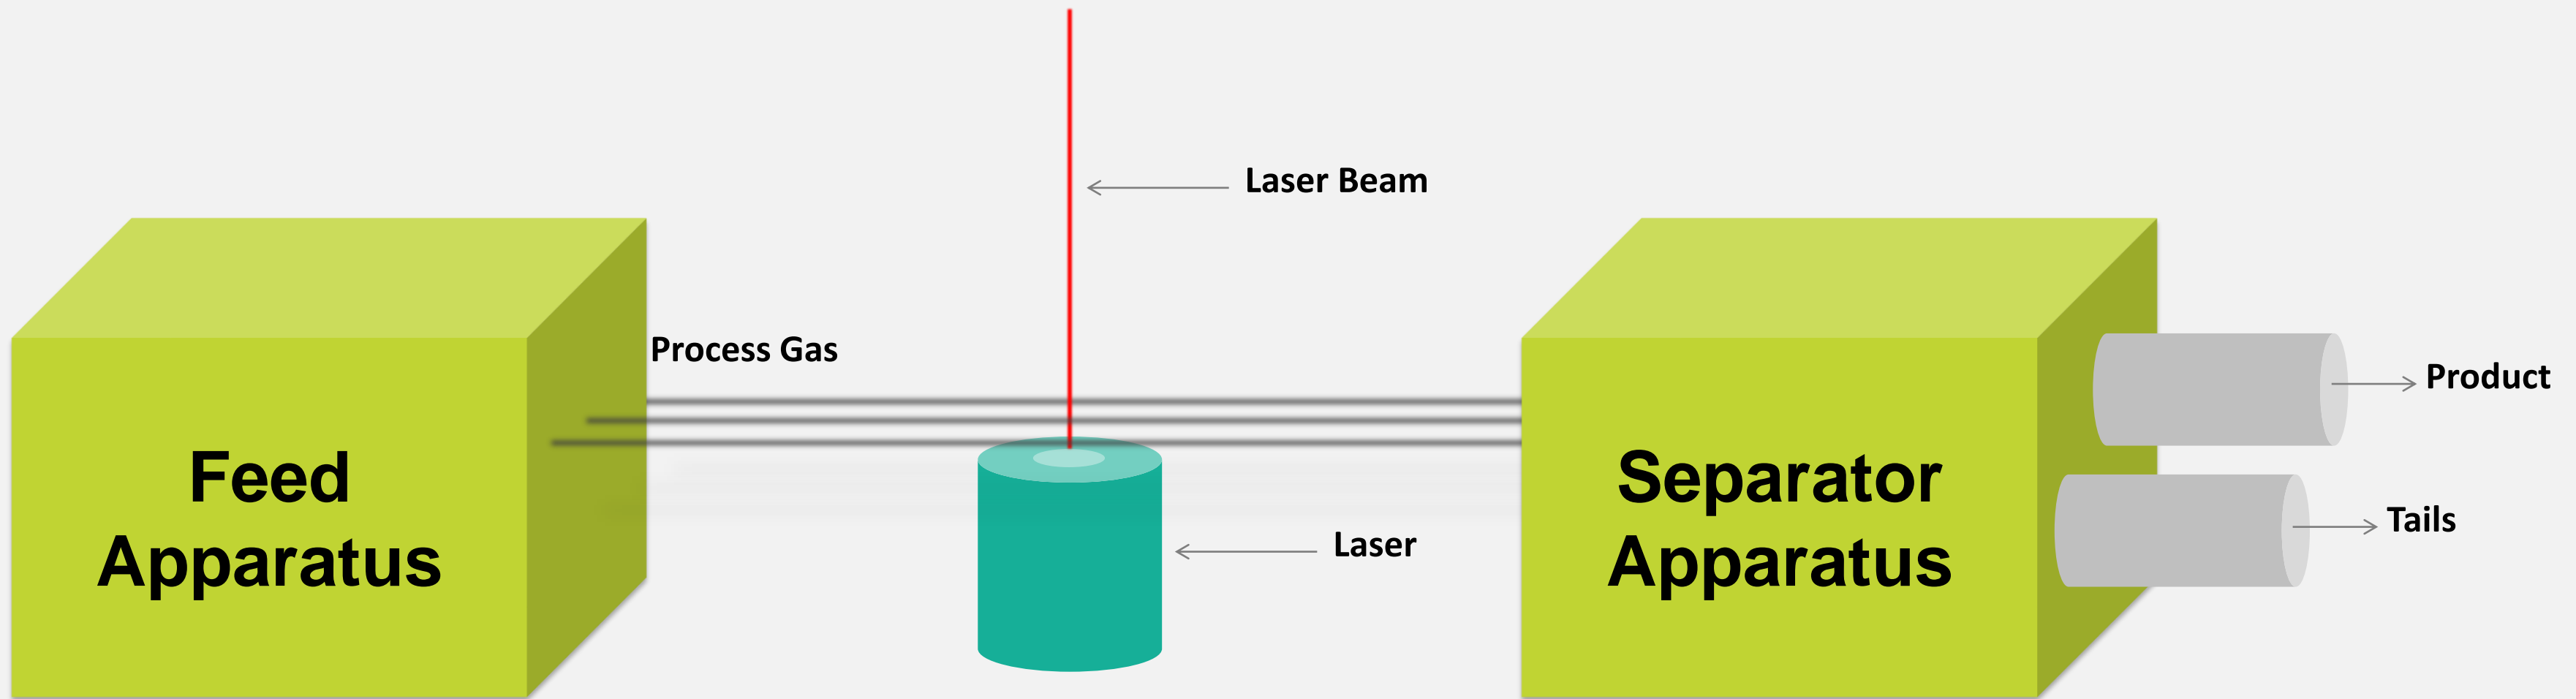 Laser Beam
Process Gas
Feed
Apparatus
Laser
Separator
Apparatus
Product
Tails